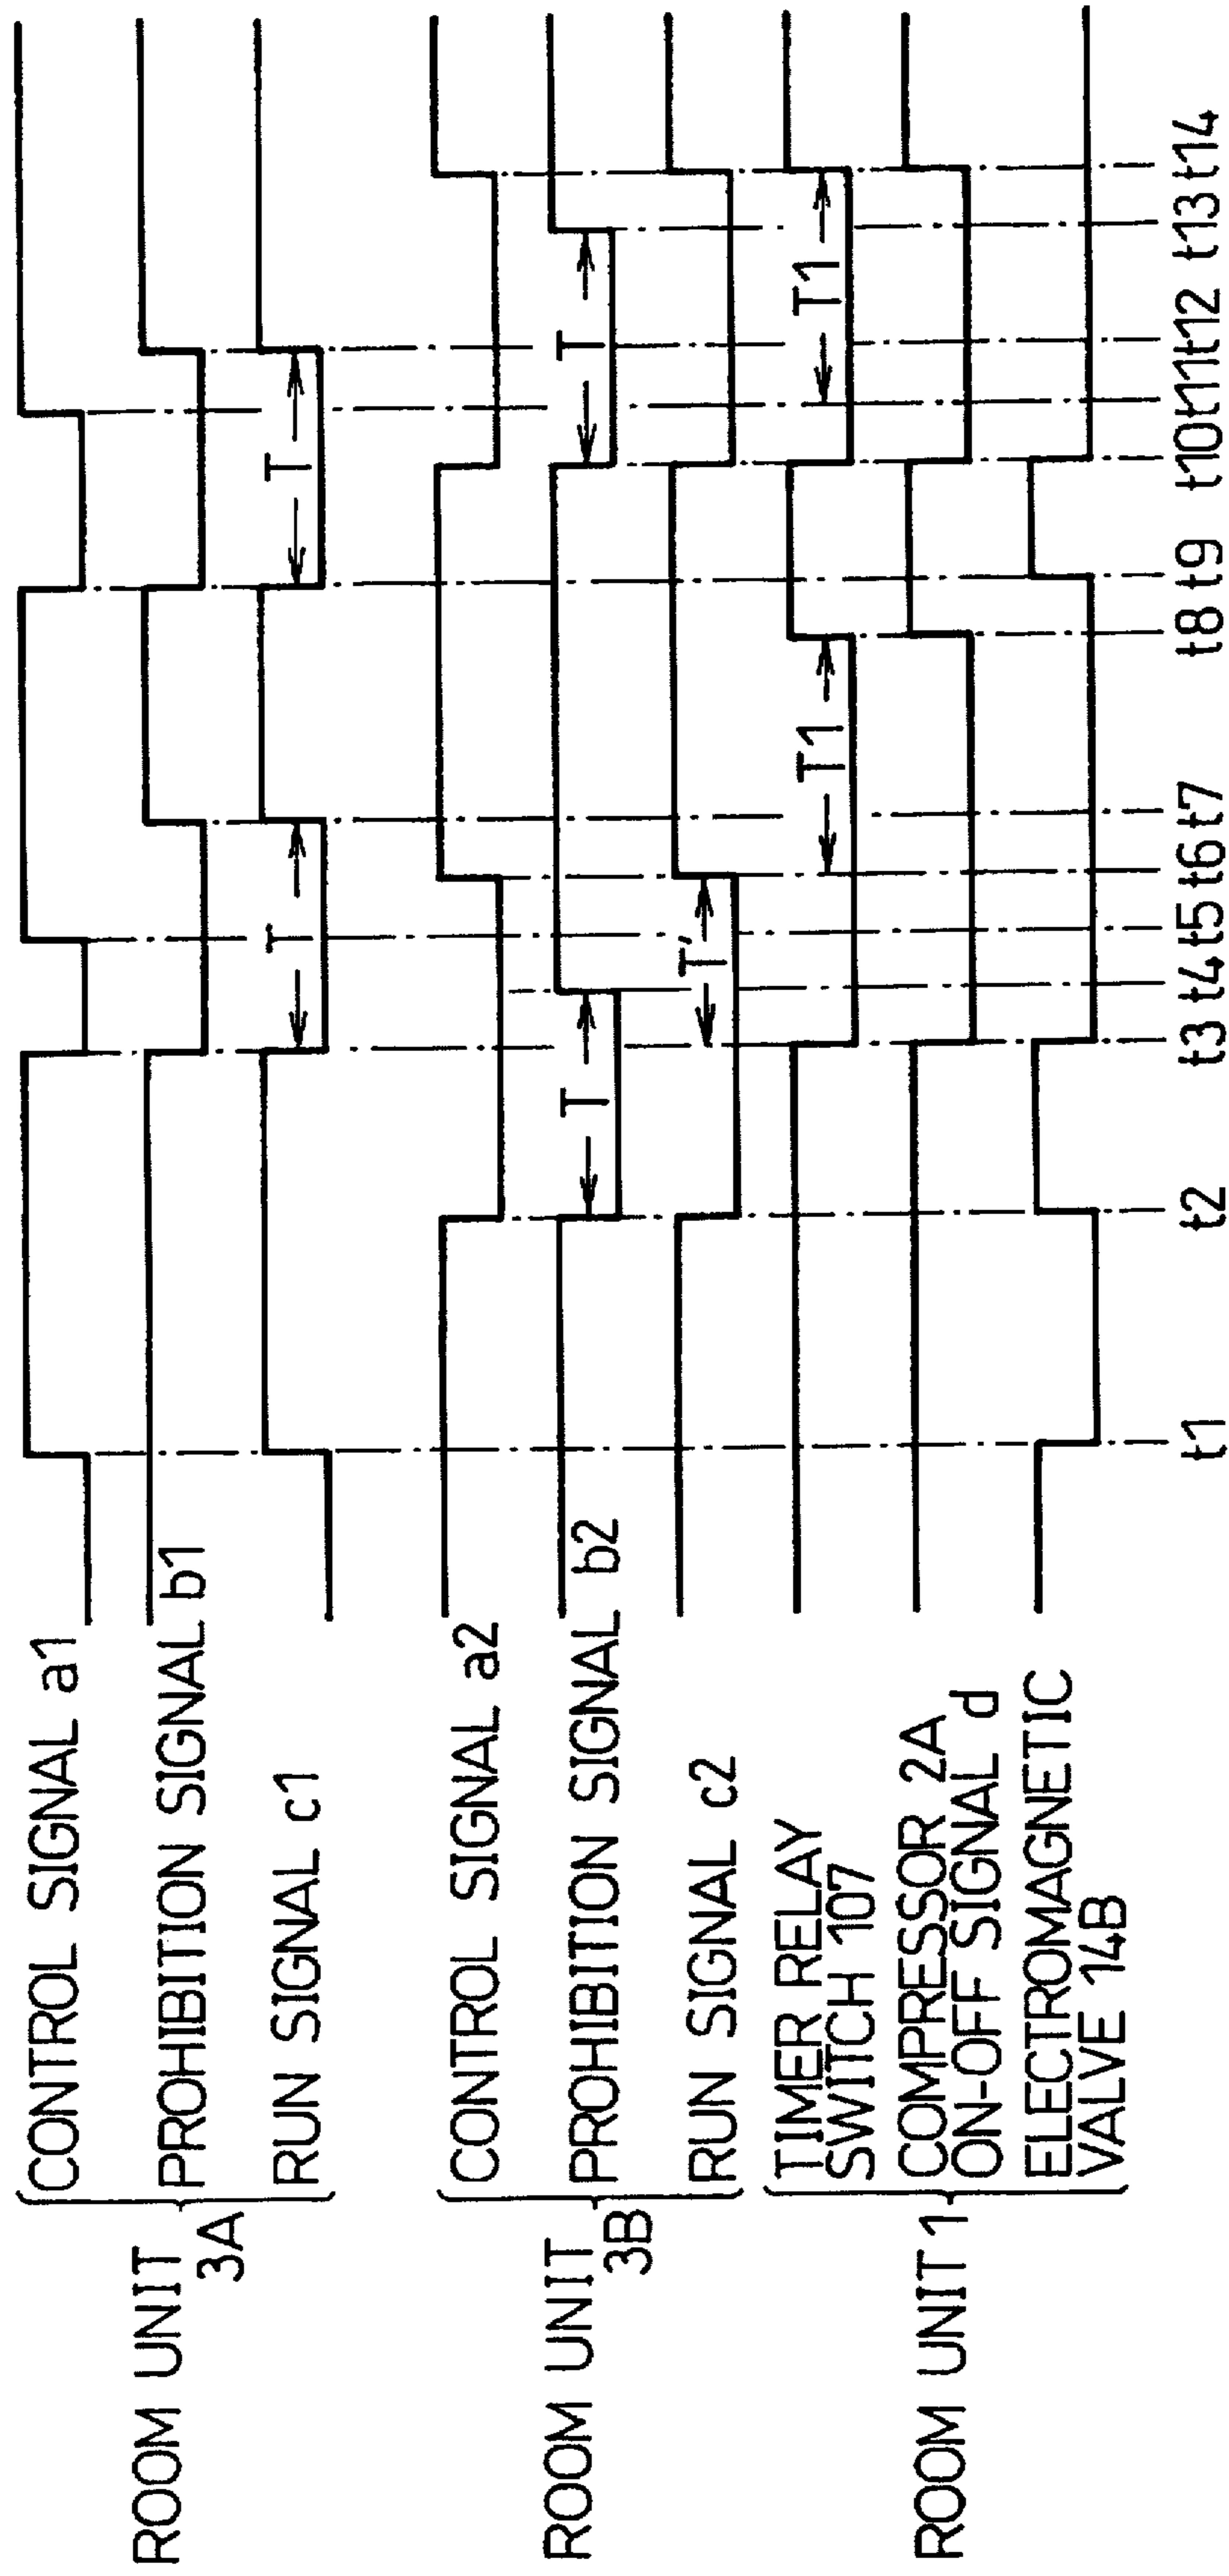 ROOM UNIT
3A
CONTROL SIGNAL a1
PROHIBITION SIGNAL b1
RUN SIGNAL c1
T
T
ROOM UNIT
3B
CONTROL SIGNAL a2
PROHIBITION SIGNAL b2
T
T
RUN SIGNAL c2
T'
ROOM UNIT 1
TIMER RELAY
SWITCH 107
T1
T1
COMPRESSOR 2A
ON-OFF SIGNAL d
ELECTROMAGNETIC
VALVE 14B
t1 t2 t3 t4 t5 t6 t7 t8 t9 t10 t11 t12 t13 t14